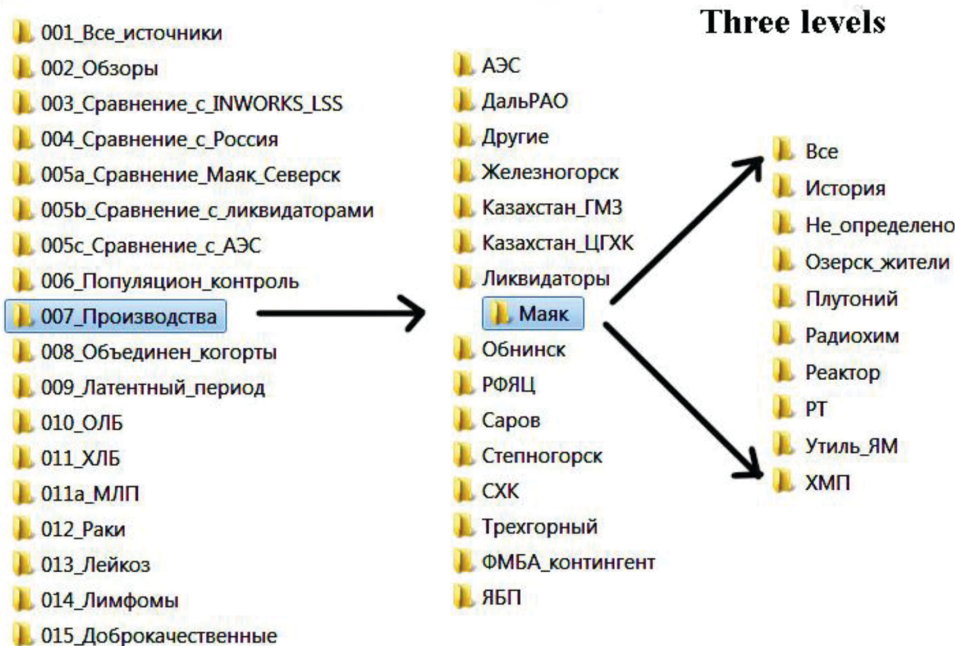 Three levels
001_Все_источники
002_Обзоры
003_Сравнение_с_INWORKS_LSS
004_Сравнение_с_Россия
005a_Сравнение_Маяк_Северск
005b_Сравнение_с_ликвидаторами
005c_Сравнение_с_АЭС
006_Популяцион_контроль
007_Производства
008_Объединен_когорты
009_Латентный_период
010_ОЛБ
011_ХЛБ
011a_МЛП
012_Раки
013_Лейкоз
014_Лимфомы
015_Доброкачественные
АЭС
ДальРАО
Другие
Железногорск
Казахстан_ГМЗ
Казахстан_ЦГХК
Ликвидаторы
Маяк
Обнинск
РФЯЦ
Саров
Степногорск
СХК
Трехгорный
ФМБА_контингент
ЯБП
Все
История
Не_определено
Озерск_жители
Плутоний
Радиохим
Реактор
РТ
Утиль_ЯМ
ХМП